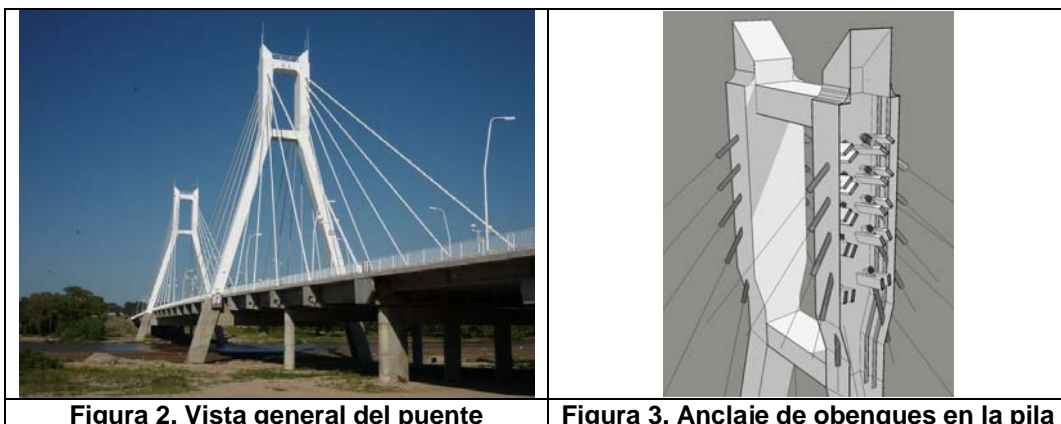 Figura 2. Vista general del puente
Figura 3. Anclaje de obenques en la pila